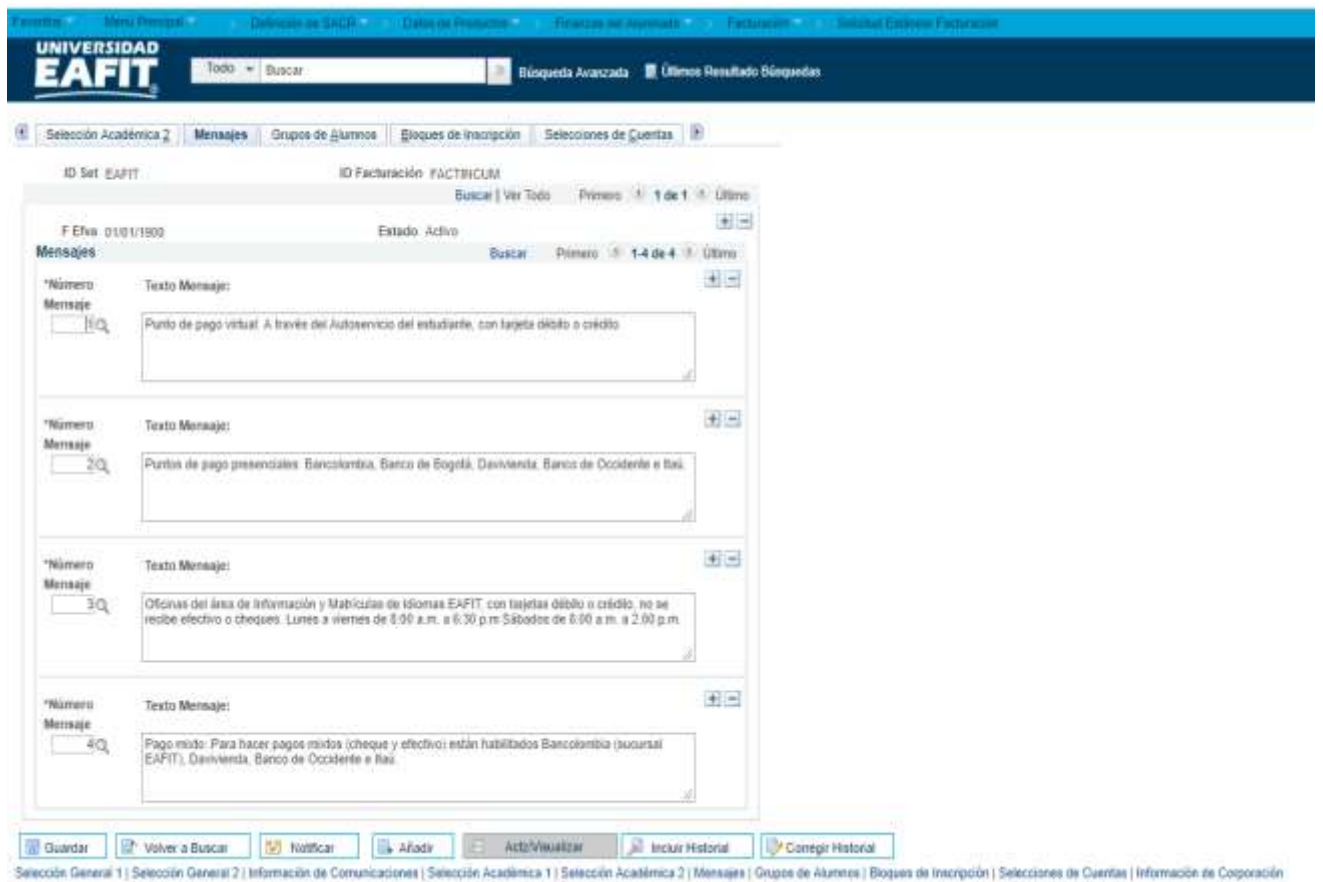 Favoritos Menú Principal Definición de SACR Datos de Productos Finanzas del Alumnado Facturación Solicitud Estándar Facturación
UNIVERSIDAD
EAFIT
Todo Buscar Búsqueda Avanzada Últimos Resultado Búsquedas
Selección Académica 2 Mensajes Grupos de Alumnos Bloques de Inscripción Selecciones de Cuentas
ID Set EAFIT ID Facturación FACTINCUM
Buscar | Ver Todo Primero 1 de 1 Último
F Efva 01/01/1900 Estado Activo
Mensajes Buscar Primero 1-4 de 4 Último
*Número Texto Mensaje:
Mensaje
1 Punto de pago virtual: A través del Autoservicio del estudiante, con tarjeta débito o crédito.
*Número Texto Mensaje:
Mensaje
2 Puntos de pago presenciales: Bancolombia, Banco de Bogotá, Davivienda, Banco de Occidente e Itaú.
*Número Texto Mensaje:
Mensaje
3 Oficinas del área de Información y Matrículas de Idiomas EAFIT, con tarjetas débito o crédito, no se
recibe efectivo o cheques. Lunes a viernes de 8:00 a.m. a 6:30 p.m Sábados de 8:00 a.m. a 2:00 p.m.
*Número Texto Mensaje:
Mensaje
4 Pago mixto: Para hacer pagos mixtos (cheque y efectivo) están habilitados Bancolombia (sucursal
EAFIT), Davivienda, Banco de Occidente e Itaú.
Guardar Volver a Buscar Notificar Añadir Actz/Visualizar Incluir Historial Corregir Historial
Selección General 1 | Selección General 2 | Información de Comunicaciones | Selección Académica 1 | Selección Académica 2 | Mensajes | Grupos de Alumnos | Bloques de Inscripción | Selecciones de Cuentas | Información de Corporación